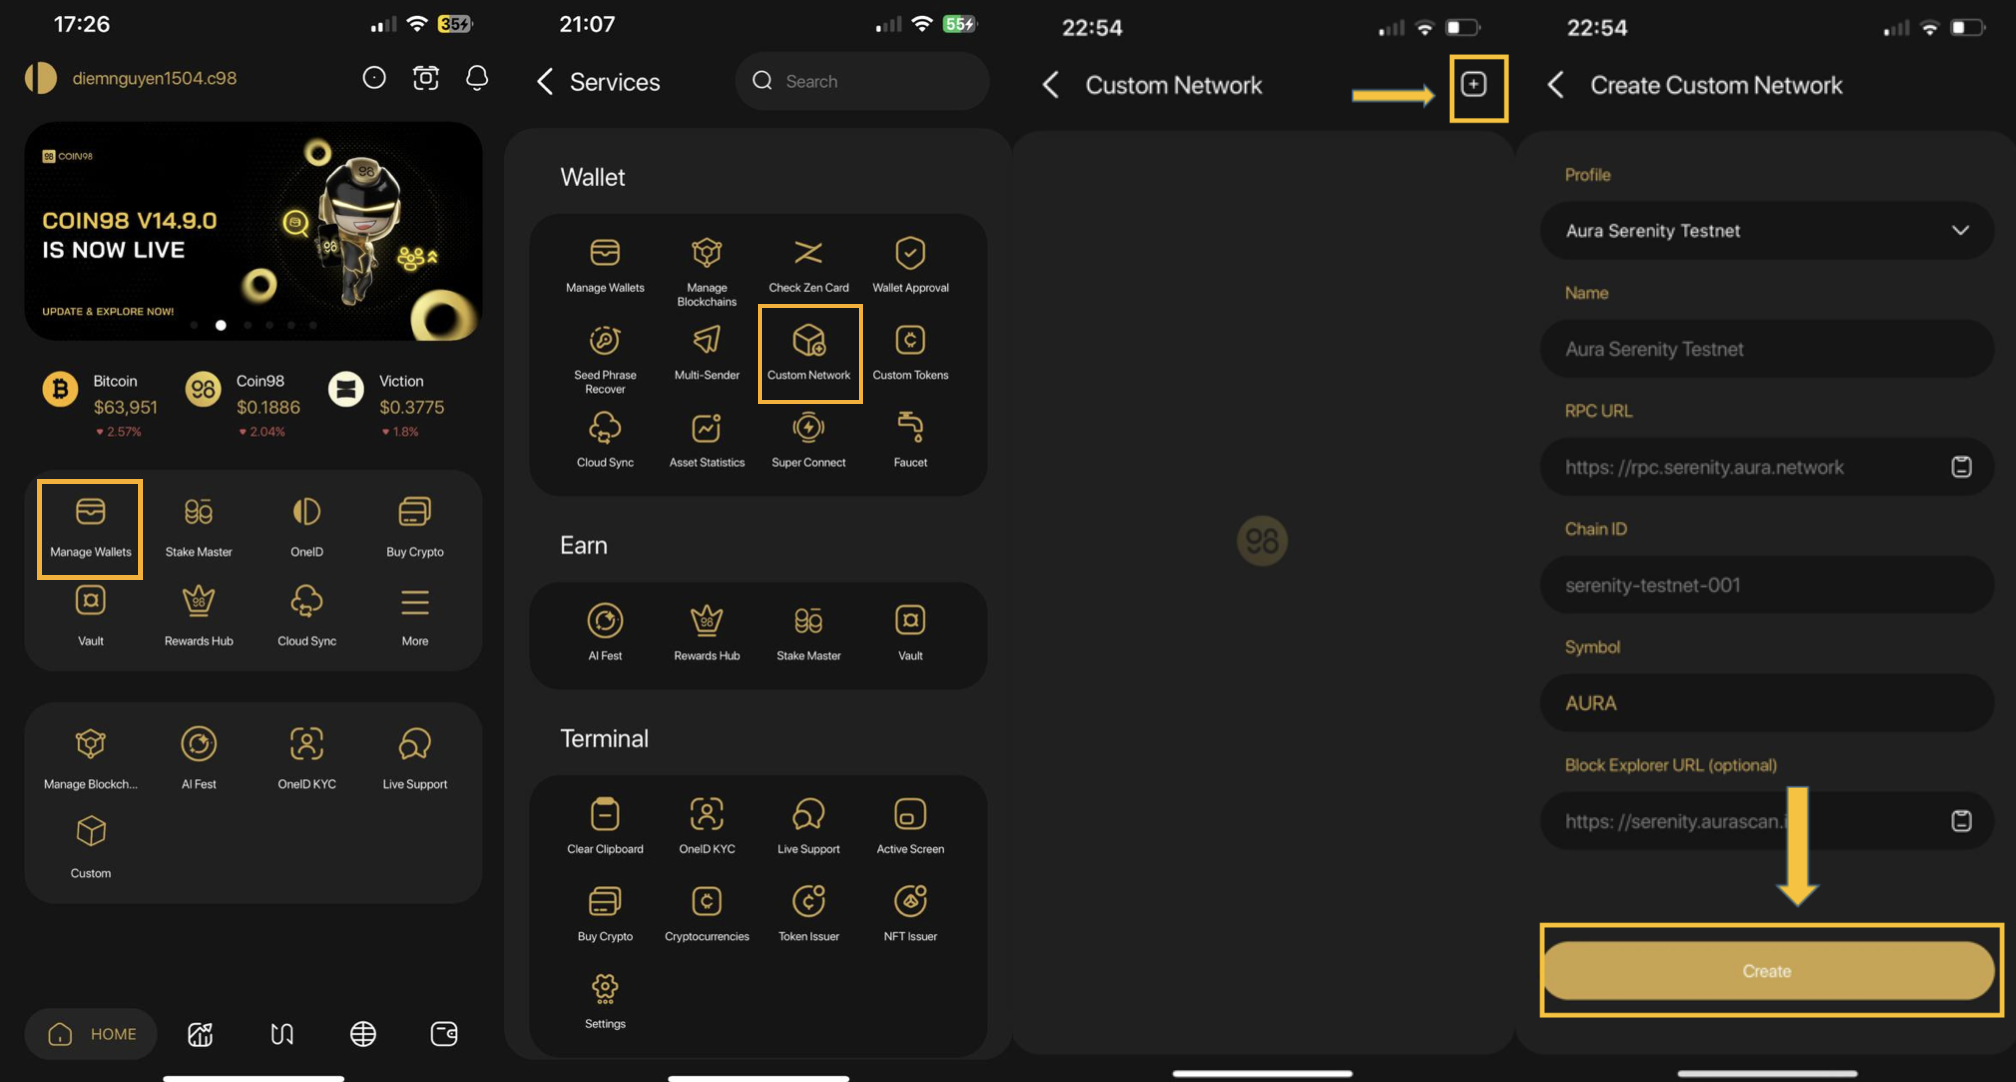 17:26
35
diemnguyen1504.c98
98 COIN98
COIN98 V14.9.0
IS NOW LIVE
UPDATE & EXPLORE NOW!
98
98
Bitcoin
$63,951
2.57%
98
Coin98
$0.1886
2.04%
Viction
$0.3775
1.8%
Manage Wallets
Stake Master
OneID
Buy Crypto
Vault
Rewards Hub
Cloud Sync
More
Manage Blockch...
AI Fest
OneID KYC
Live Support
Custom
HOME
21:07
55
Services
Search
Wallet
Manage Wallets
Manage
Blockchains
Check Zen Card
Wallet Approval
Seed Phrase
Recover
Multi-Sender
Custom Network
Custom Tokens
Cloud Sync
Asset Statistics
Super Connect
Faucet
Earn
AI Fest
Rewards Hub
Stake Master
Vault
Terminal
Clear Clipboard
OneID KYC
Live Support
Active Screen
Buy Crypto
Cryptocurrencies
Token Issuer
NFT Issuer
Settings
22:54
Custom Network
98
22:54
Create Custom Network
Profile
Aura Serenity Testnet
Name
Aura Serenity Testnet
RPC URL
https: //rpc.serenity.aura.network
Chain ID
serenity-testnet-001
Symbol
AURA
Block Explorer URL (optional)
https: //serenity.aurascan.i
Create